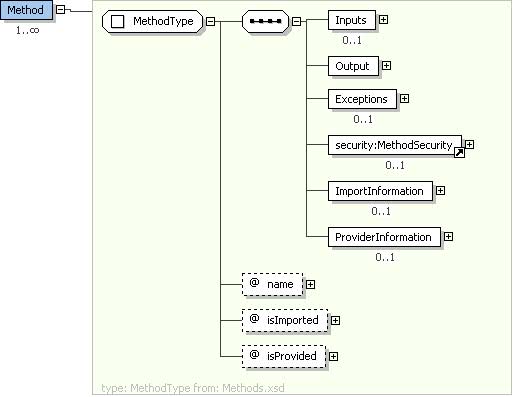 Method
1..∞
MethodType
Inputs
0..1
Output
Exceptions
0..1
security:MethodSecurity
0..1
ImportInformation
0..1
ProviderInformation
0..1
@ name
@ isImported
@ isProvided
type: MethodType from: Methods.xsd